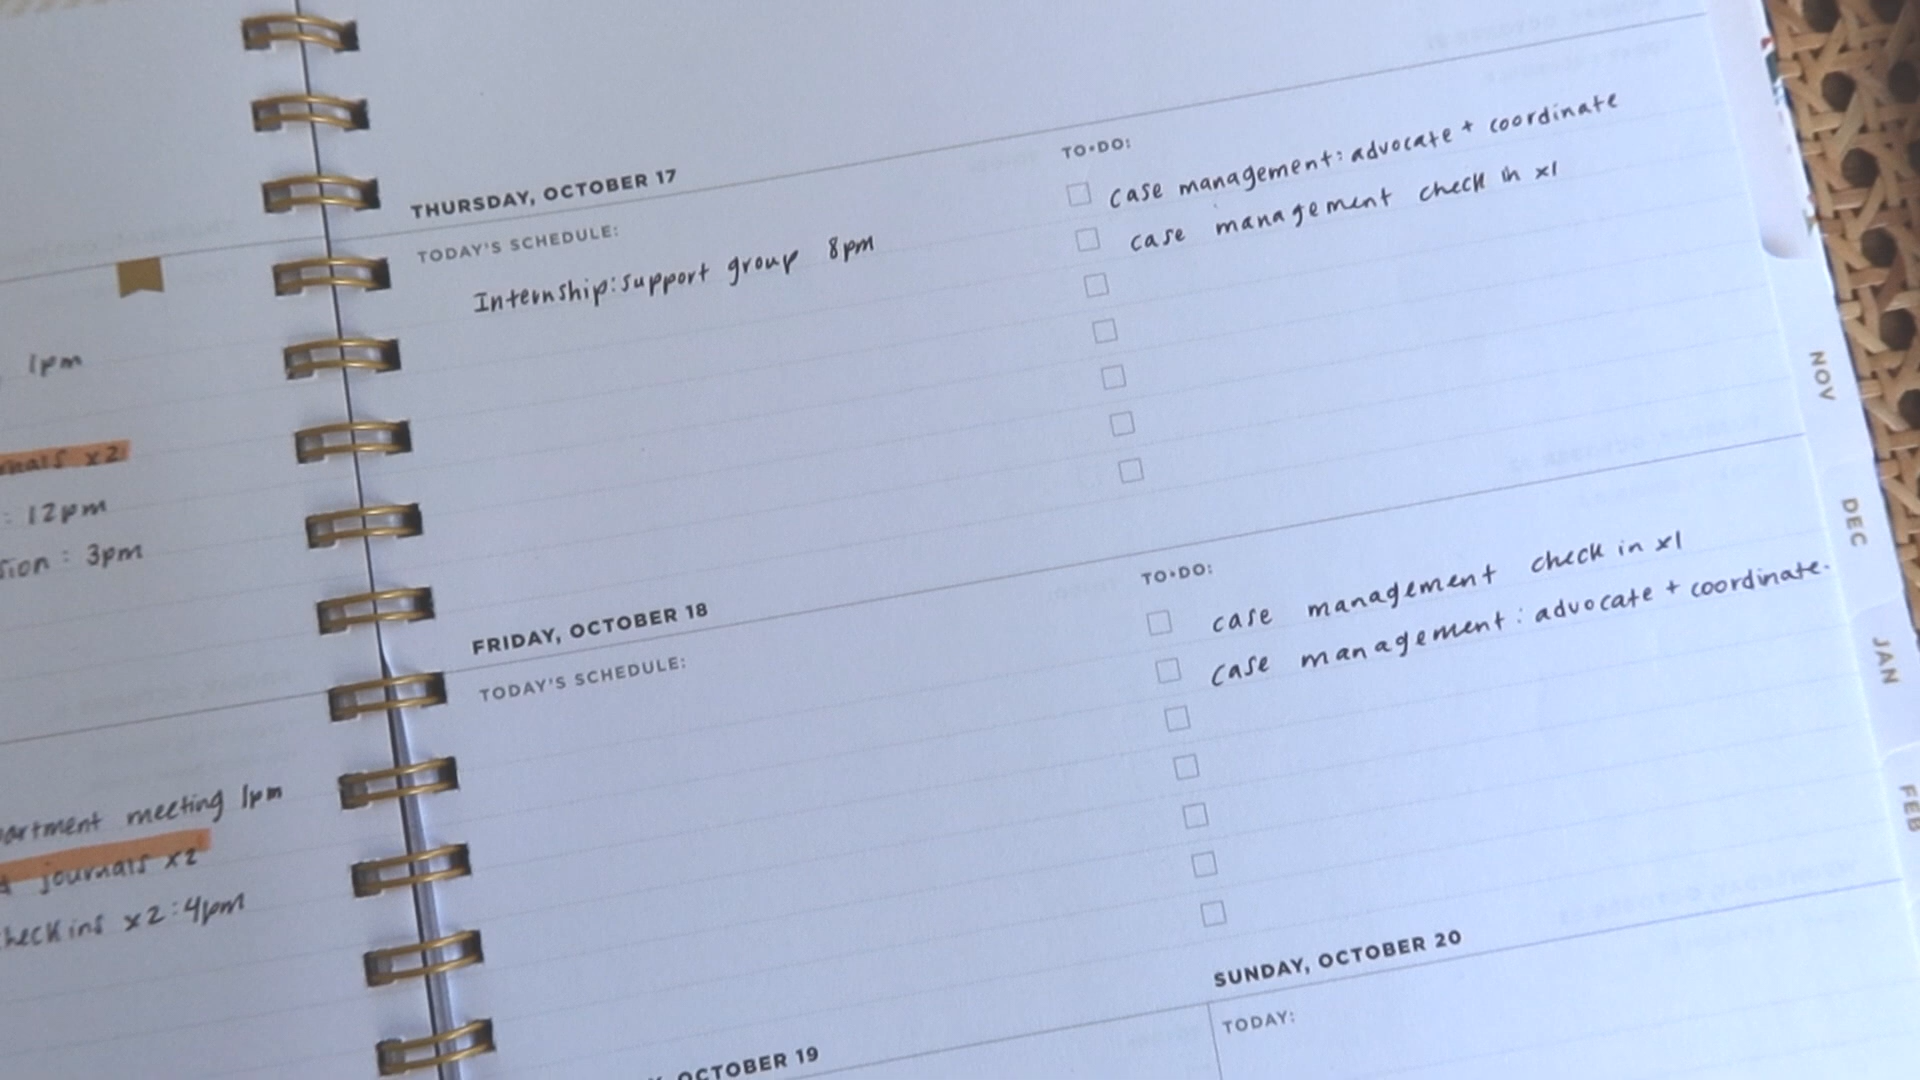 1pm
x2
: 12pm
: 3pm
meeting 1pm
journals x2
x2:4pm
THURSDAY, OCTOBER 17
TODAY'S SCHEDULE:
Internship: support group 8pm
TO•DO:
case management: advocate + coordinate
case management check in x1
FRIDAY, OCTOBER 18
TODAY'S SCHEDULE:
TO•DO:
case management check in x1
case management: advocate + coordinate.
OCTOBER 19
SUNDAY, OCTOBER 20
TODAY:
NOV
DEC
JAN
FEB